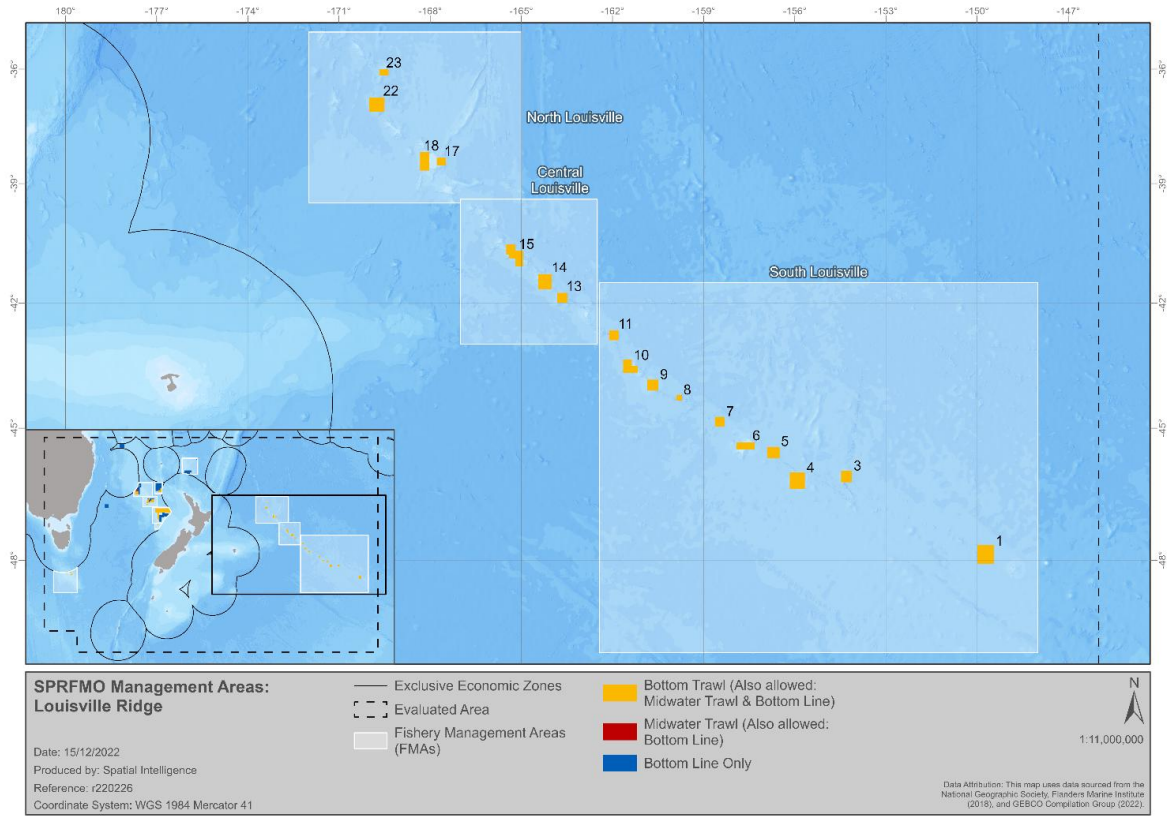 180° -177° -174° -171° -168° -165° -162° -159° -156° -153° -150° -147°
-36° -36°
23
22
North Louisville
18 17
-39° -39°
Central
Louisville
15
14
13
South Louisville
-42° -42°
11
10
9
8
7
-45° -45°
6
5
4
3
1
-48° -48°
SPRFMO Management Areas:
Louisville Ridge
Date: 15/12/2022
Produced by: Spatial Intelligence
Reference: r220226
Coordinate System: WGS 1984 Mercator 41
Exclusive Economic Zones
Evaluated Area
Fishery Management Areas
(FMAs)
Bottom Trawl (Also allowed:
Midwater Trawl & Bottom Line)
Midwater Trawl (Also allowed:
Bottom Line)
Bottom Line Only
N
1:11,000,000
Data Attribution: This map uses data sourced from the
National Geographic Society, Flanders Marine Institute
(2018), and GEBCO Compilation Group (2022).